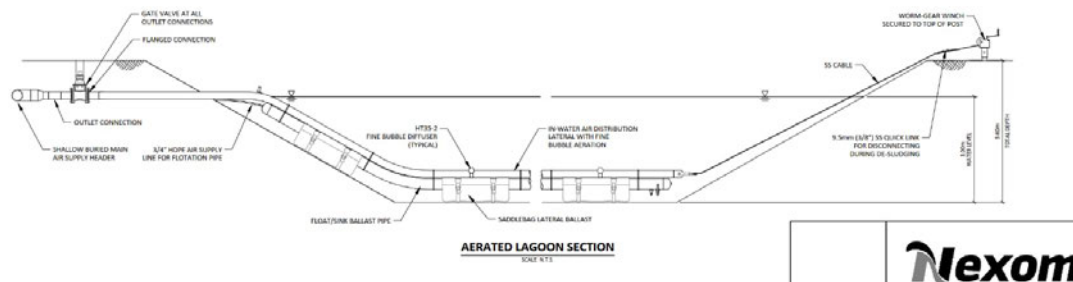 GATE VALVE AT ALL
OUTLET CONNECTIONS
FLANGED CONNECTION
WORM-GEAR WINCH
SECURED TO TOP OF POST
SS CABLE
OUTLET CONNECTION
SHALLOW BURIED MAIN
AIR SUPPLY HEADER
3/4" HDPE AIR SUPPLY
LINE FOR FLOTATION PIPE
HT35-2
FINE BUBBLE DIFFUSER
(TYPICAL)
IN-WATER AIR DISTRIBUTION
LATERAL WITH FINE
BUBBLE AERATION
9.5mm (3/8") SS QUICK LINK
FOR DISCONNECTING
DURING DE-SLUDGING
WATER LEVEL
TOTAL DEPTH
FLOAT/SINK BALLAST PIPE
SADDLEBAG LATERAL BALLAST
AERATED LAGOON SECTION
SCALE N.T.S
Nexom